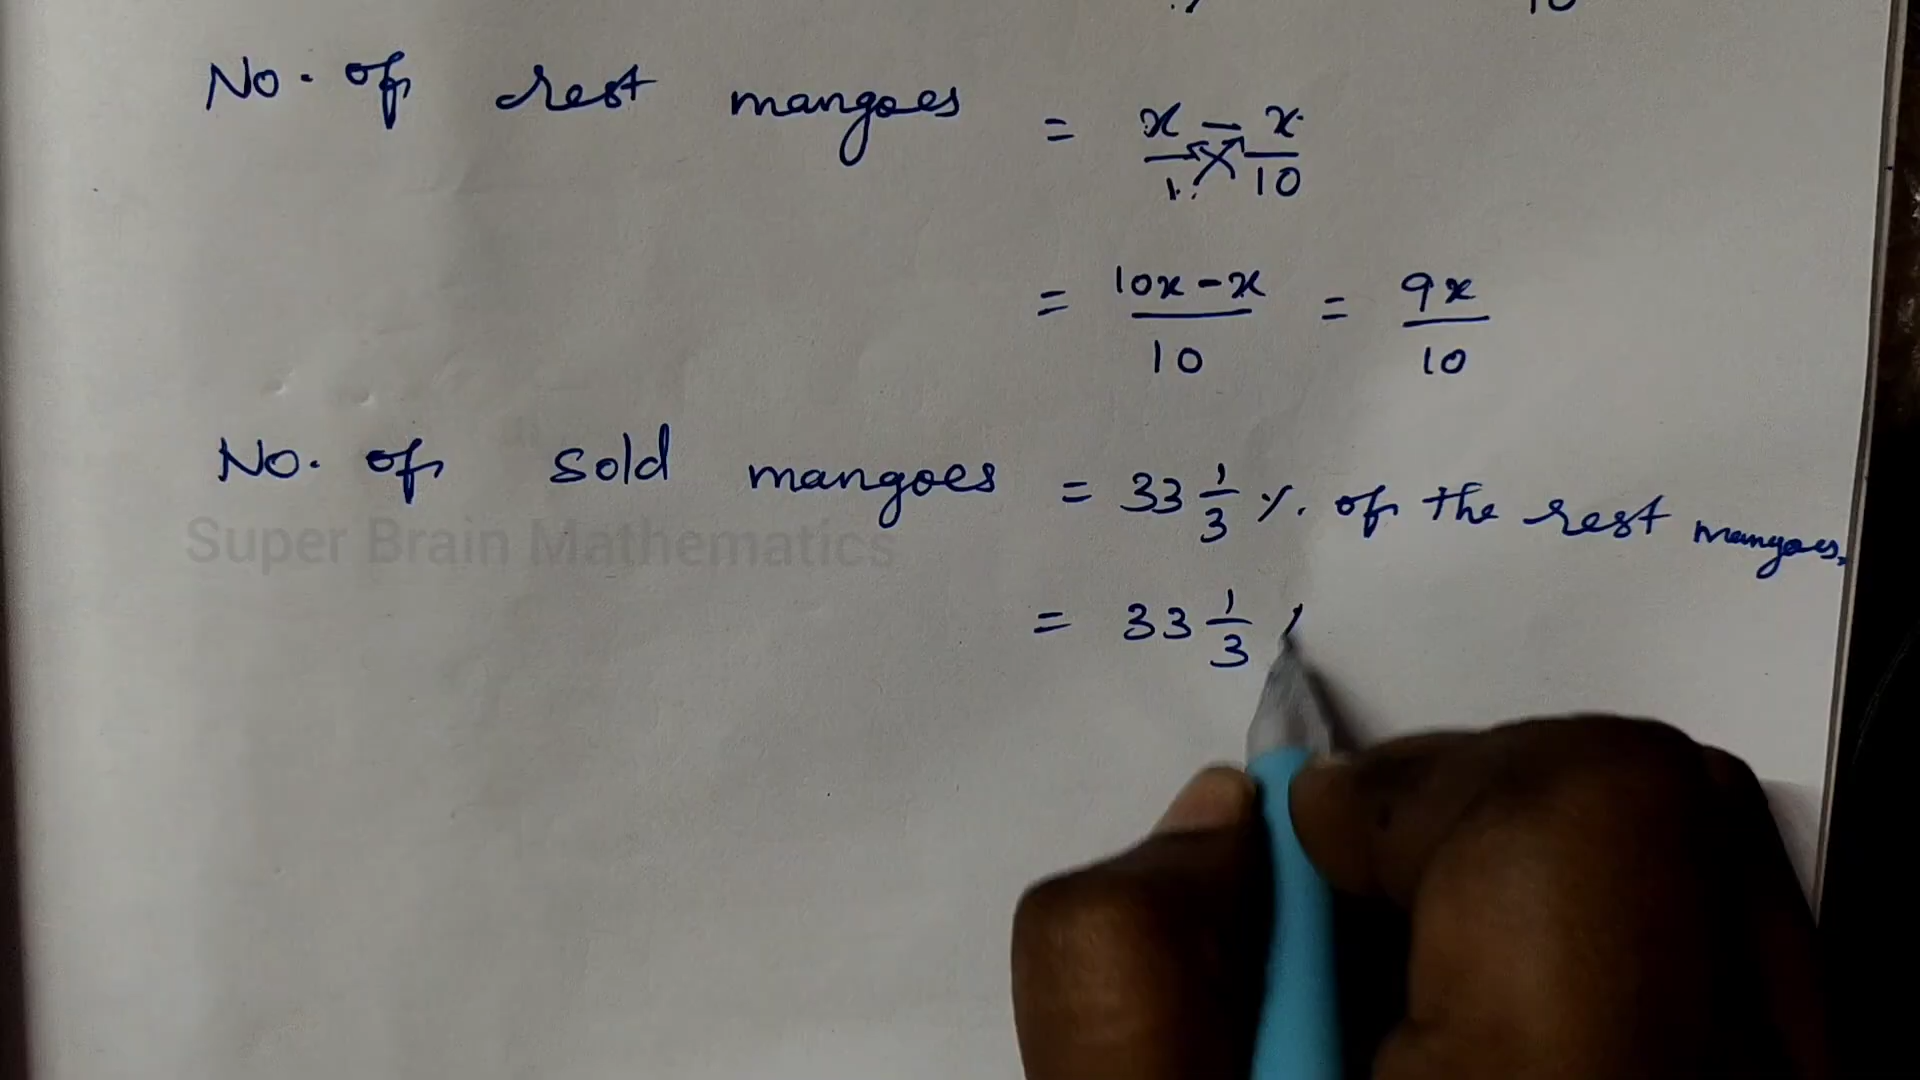 10
No. of rest mangoes = x/1 - x/10
= 10x-x/10 = 9x/10
No. of sold mangoes = 33 1/3 %. of the rest mangoes.
Super Brain Mathematics
= 33 1/3